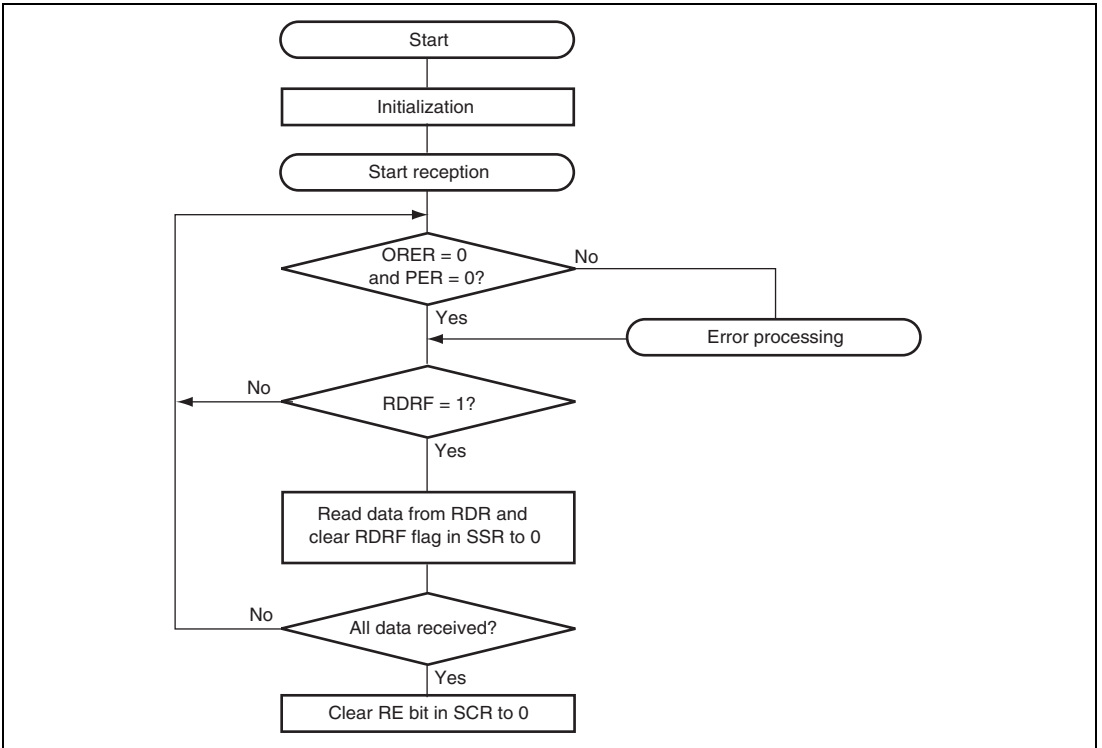 Start
Initialization
Start reception
ORER = 0
and PER = 0?
No
Yes
Error processing
No
RDRF = 1?
Yes
Read data from RDR and
clear RDRF flag in SSR to 0
No
All data received?
Yes
Clear RE bit in SCR to 0